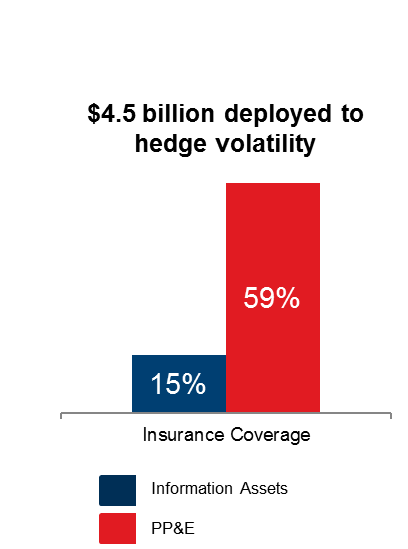 $4.5 billion deployed to
hedge volatility
59%
15%
Insurance Coverage
Information Assets
PP&E